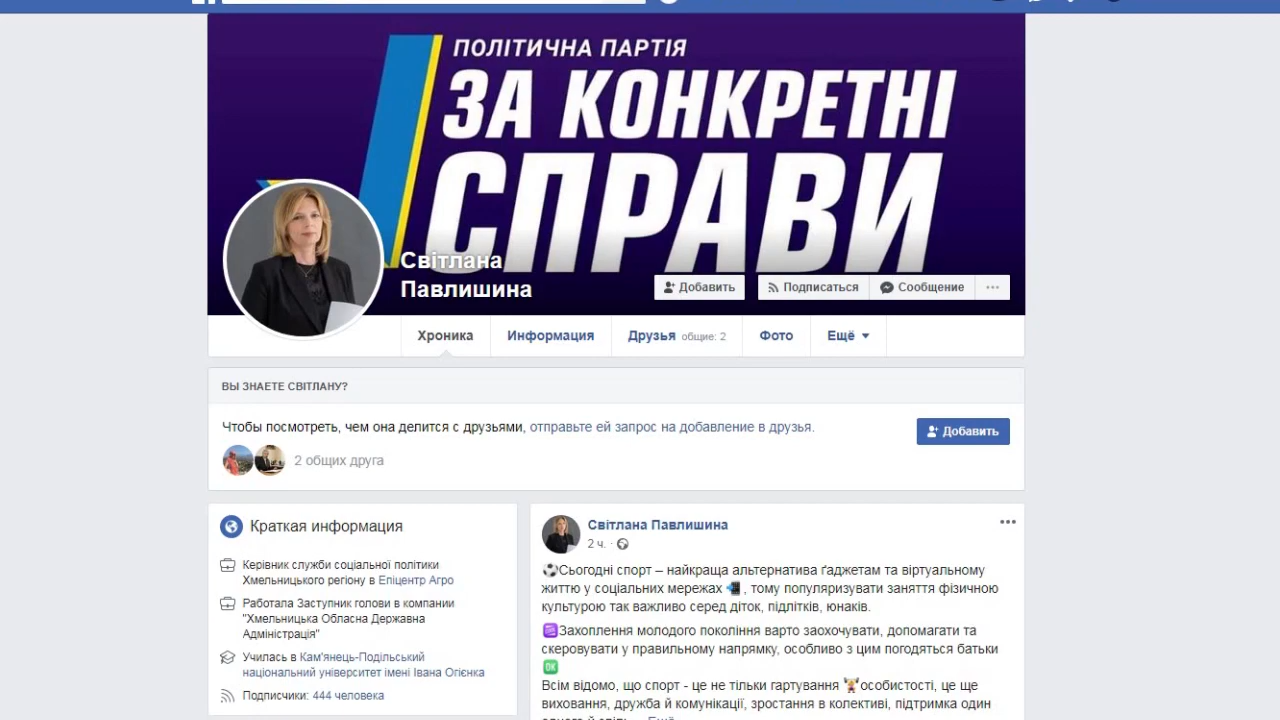 ПОЛІТИЧНА ПАРТІЯ
ЗА КОНКРЕТНІ
СПРАВИ
Світлана
Павлишина
Добавить
Подписаться
Сообщение
Хроника
Информация
Друзья общие: 2
Фото
Ещё
ВЫ ЗНАЕТЕ СВІТЛАНУ?
Чтобы посмотреть, чем она делится с друзьями, отправьте ей запрос на добавление в друзья.
Добавить
2 общих друга
Краткая информация
Керівник служби соціальної політики
Хмельницького регіону в Епіцентр Агро
Работала Заступник голови в компании
"Хмельницька Обласна Державна
Адміністрація"
Училась в Кам'янець-Подільський
національний університет імені Івана Огієнка
Подписчики: 444 человека
Світлана Павлишина
2 ч. ·
⚽Сьогодні спорт – найкраща альтернатива ґаджетам та віртуальному
життю у соціальних мережах 📲, тому популяризувати заняття фізичною
культурою так важливо серед діток, підлітків, юнаків.
Захоплення молодого покоління варто заохочувати, допомагати та
скеровувати у правильному напрямку, особливо з цим погодяться батьки
🆗
Всім відомо, що спорт - це не тільки гартування 🏋особистості, це ще
виховання, дружба й комунікації, зростання в колективі, підтримка один
одного й
Ещё